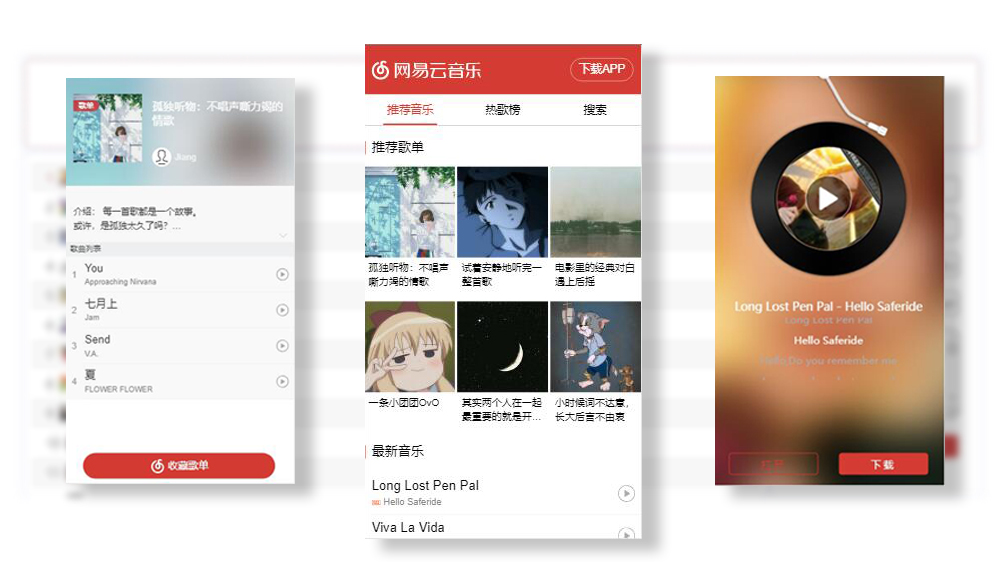 歌单
孤独听物：不唱声嘶力竭的
情歌
Jiang
介绍： 每一首歌都是一个故事。
或许，是孤独太久了吗？...
歌曲列表
1 You
Approaching Nirvana
2 七月上
Jam
3 Send
V.A.
4 夏
FLOWER FLOWER
收藏歌单
网易云音乐
下载APP
推荐音乐 热歌榜 搜索
推荐歌单
孤独听物：不唱声
嘶力竭的情歌
试着安静地听完一
整首歌
电影里的经典对白
遇上后摇
一条小团团OvO
其实两个人在一起
最重要的就是开...
小时候词不达意，
长大后言不由衷
最新音乐
Long Lost Pen Pal
Hello Saferide
Viva La Vida
Long Lost Pen Pal - Hello Saferide
Long Lost Pen Pal
Hello Saferide
Hello Do you remember me
下载